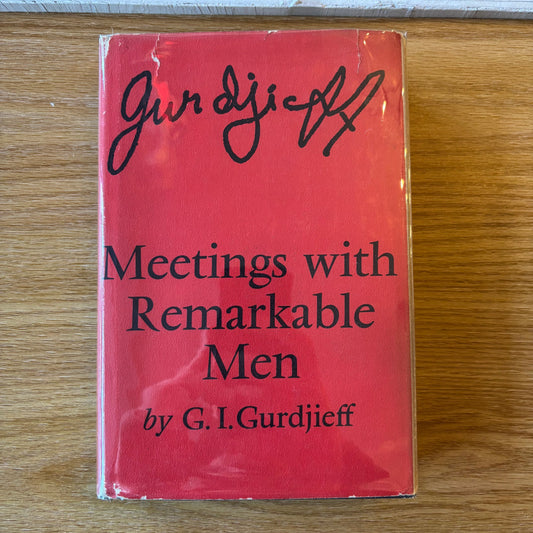 Gurdjieff
Meetings with
Remarkable
Men
by G. I. Gurdjieff